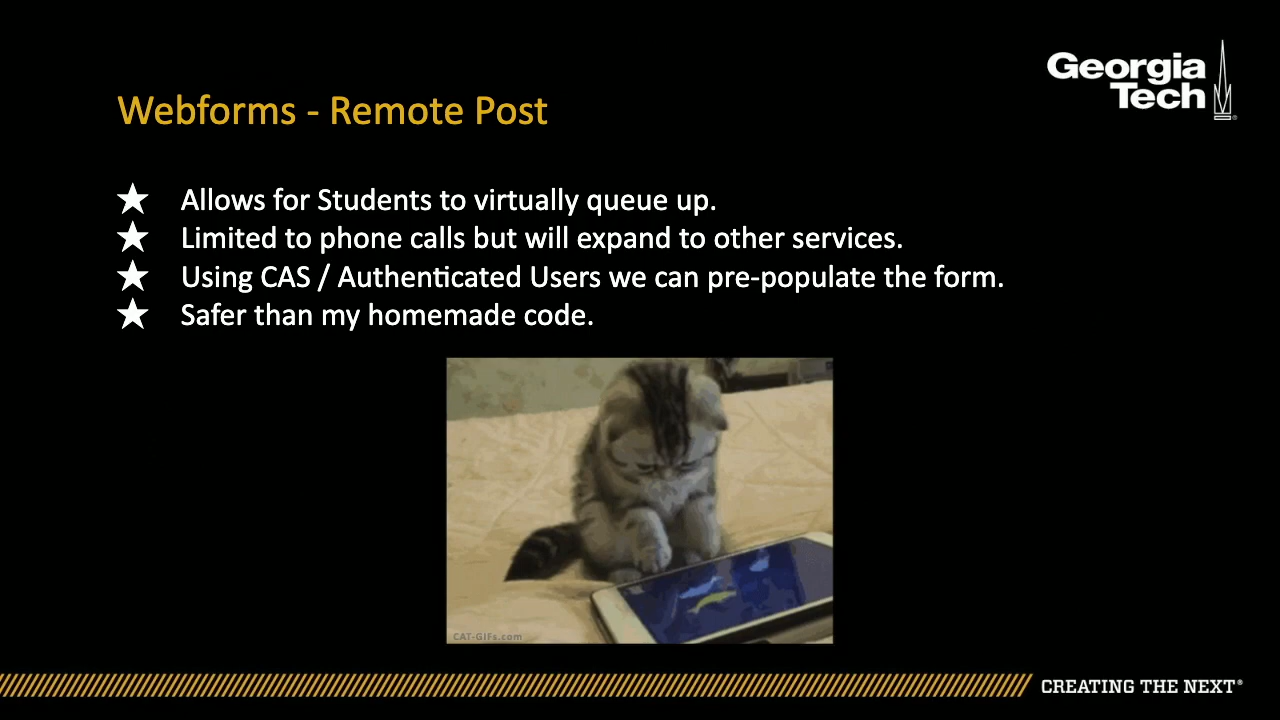 Georgia
Tech
Webforms - Remote Post
★ Allows for Students to virtually queue up.
★ Limited to phone calls but will expand to other services.
★ Using CAS / Authenticated Users we can pre-populate the form.
★ Safer than my homemade code.
CAT-GIFs.com
CREATING THE NEXT®